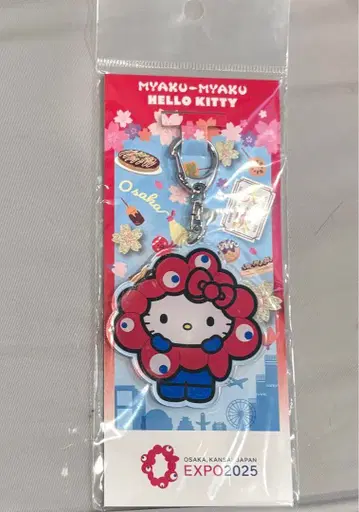 MYAKU-MYAKU
HELLO KITTY
Osaka
OSAKA, KANSAI, JAPAN
EXPO2025